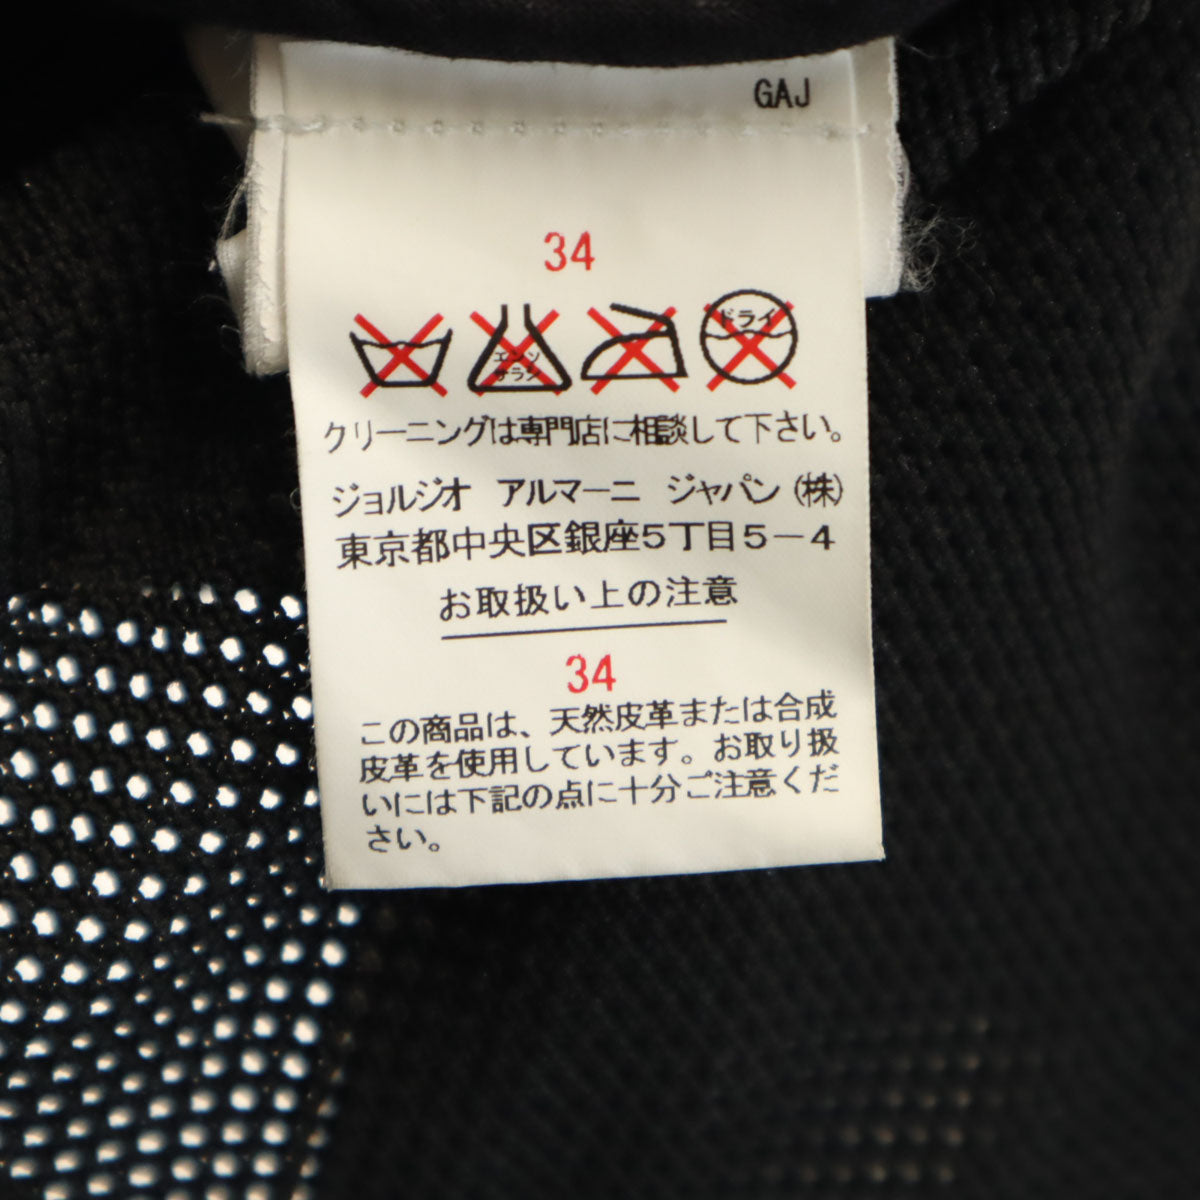 GAJ
34
エンソ
サラシ
ドライ
クリーニングは専門店に相談して下さい。
ジョルジオ アルマーニ ジャパン (株)
東京都中央区銀座5丁目5-4
お取扱い上の注意
34
この商品は、天然皮革または合成
皮革を使用しています。お取り扱
いには下記の点に十分ご注意くだ
さい。